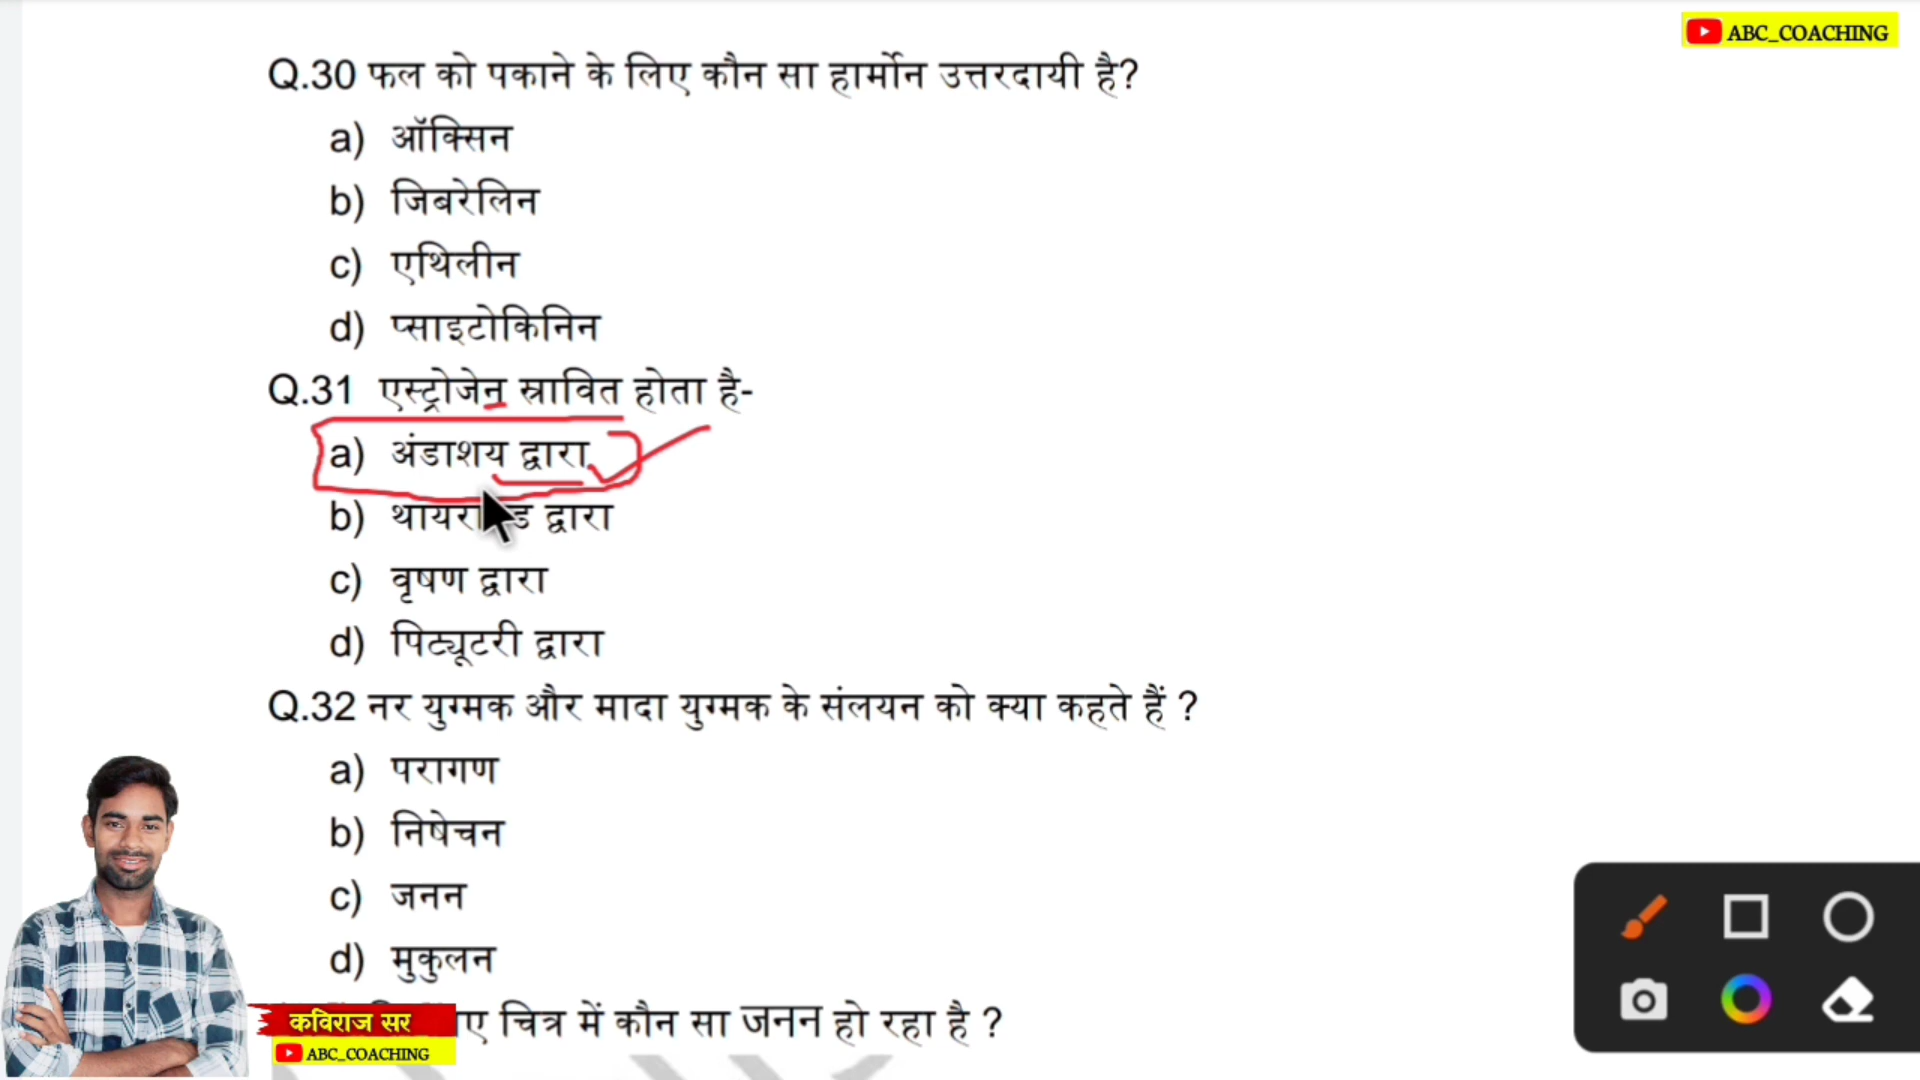 ABC_COACHING
Q.30 फल को पकाने के लिए कौन सा हार्मोन उत्तरदायी है?
a) ऑक्सिन
b) जिबरेलिन
c) एथिलीन
d) प्साइटोकिनिन
Q.31 एस्ट्रोजेन स्रावित होता है-
a) अंडाशय द्वारा
b) द्वारा
c) वृषण द्वारा
d) पिट्यूटरी द्वारा
Q.32 नर युग्मक और मादा युग्मक के संलयन को क्या कहते हैं ?
a) परागण
b) निषेचन
c) जनन
d) मुकुलन
चित्र में कौन सा जनन हो रहा है ?
कविराज सर
ABC_COACHING